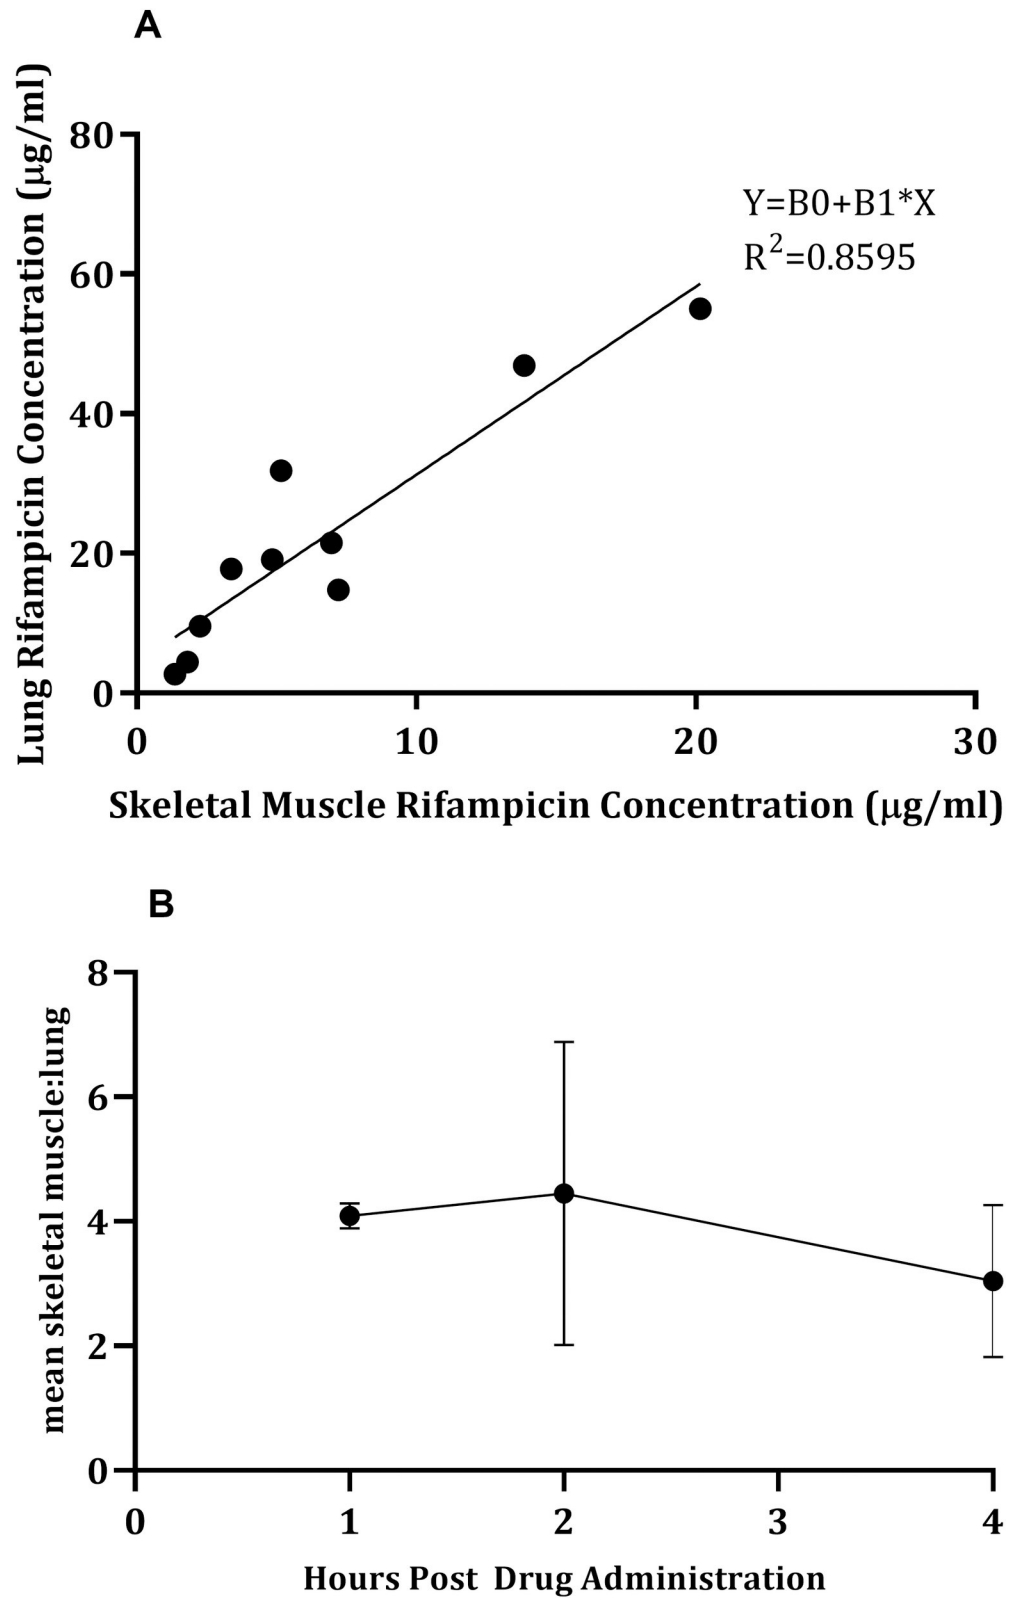 A
Lung Rifampicin Concentration (μg/ml)
80
60
40
20
0
Y=B0+B1*X
R²=0.8595
0 10 20 30
Skeletal Muscle Rifampicin Concentration (μg/ml)
B
mean skeletal muscle:lung
8
6
4
2
0
0 1 2 3 4
Hours Post Drug Administration